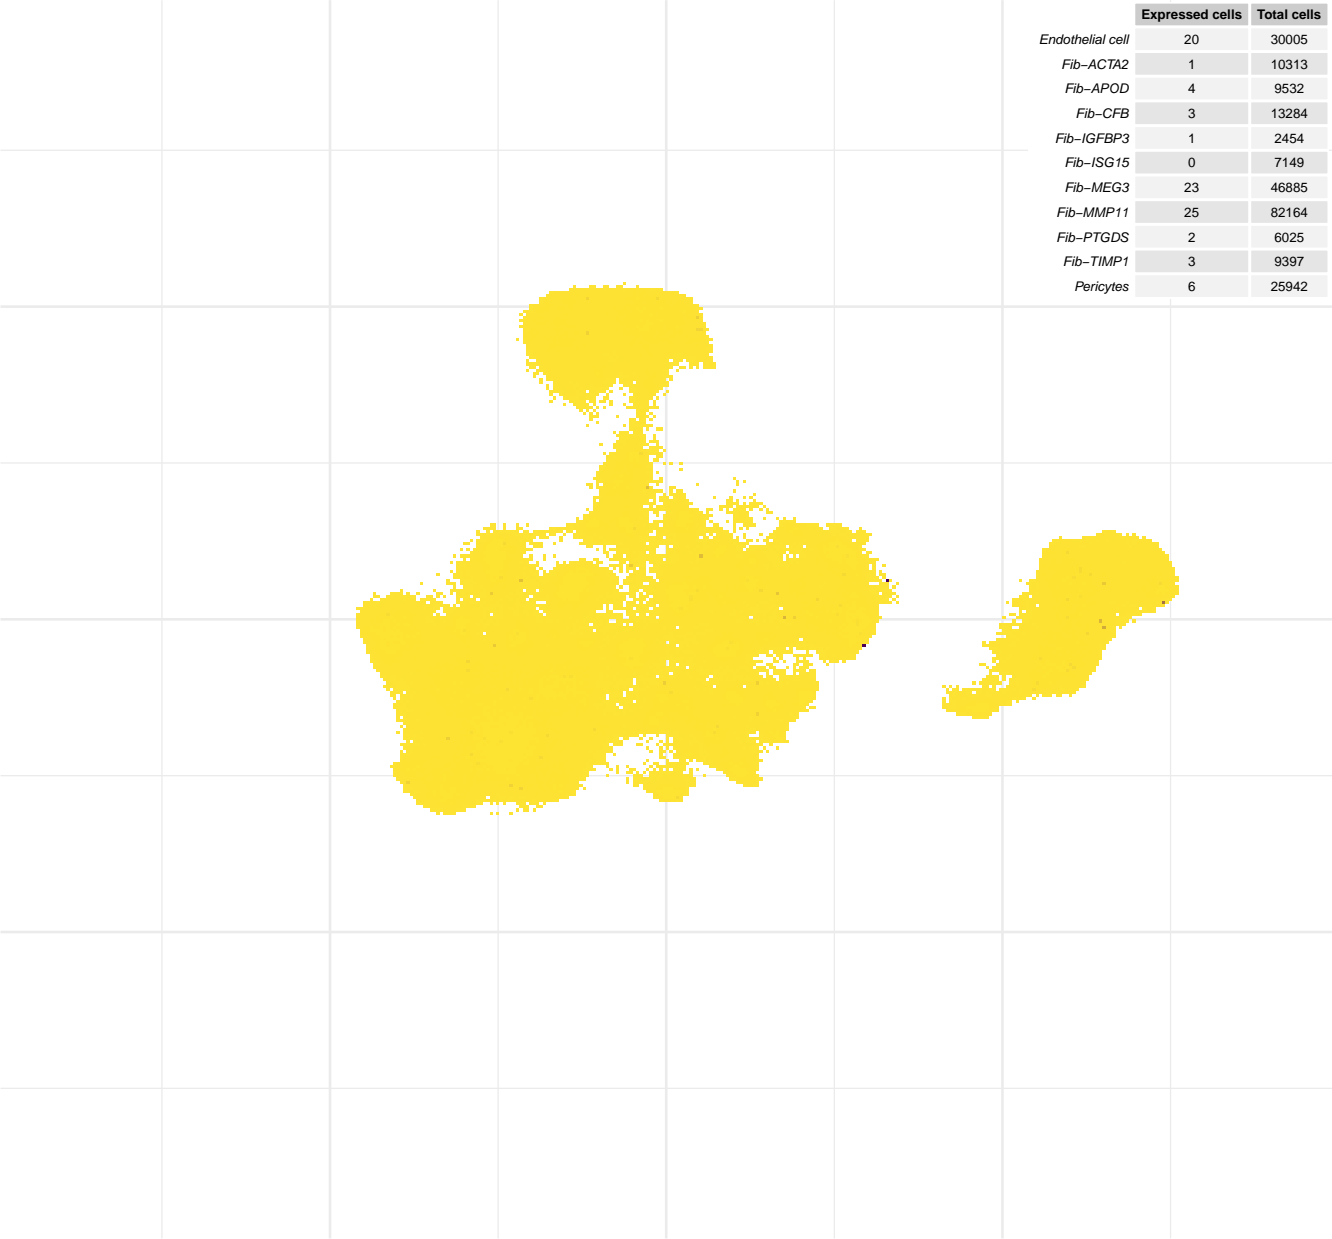 Expressed cells Total cells
Endothelial cell 20 30005
Fib−ACTA2 1 10313
Fib−APOD 4 9532
Fib−CFB 3 13284
Fib−IGFBP3 1 2454
Fib−ISG15 0 7149
Fib−MEG3 23 46885
Fib−MMP11 25 82164
Fib−PTGDS 2 6025
Fib−TIMP1 3 9397
Pericytes 6 25942